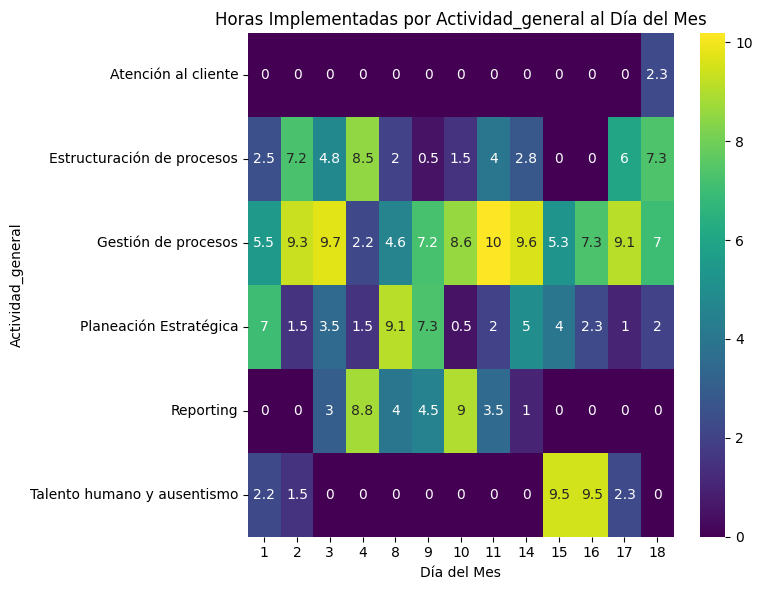 Horas Implementadas por Actividad_general al Día del Mes
Atención al cliente 0 0 0 0 0 0 0 0 0 0 0 0 2.3
Estructuración de procesos 2.5 7.2 4.8 8.5 2 0.5 1.5 4 2.8 0 0 6 7.3
Gestión de procesos 5.5 9.3 9.7 2.2 4.6 7.2 8.6 10 9.6 5.3 7.3 9.1 7
Planeación Estratégica 7 1.5 3.5 1.5 9.1 7.3 0.5 2 5 4 2.3 1 2
Reporting 0 0 3 8.8 4 4.5 9 3.5 1 0 0 0 0
Talento humano y ausentismo 2.2 1.5 0 0 0 0 0 0 0 9.5 9.5 2.3 0
1 2 3 4 8 9 10 11 14 15 16 17 18
Día del Mes
Actividad_general
10
8
6
4
2
0